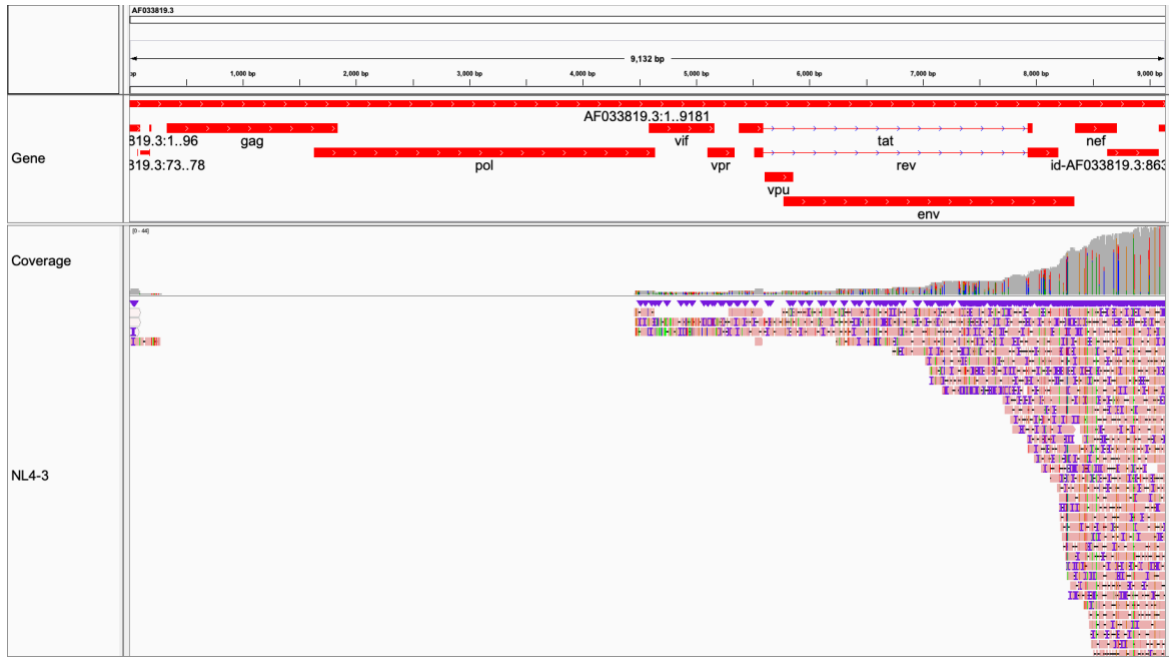 AF033819.3
9,132 bp
bp 1,000 bp 2,000 bp 3,000 bp 4,000 bp 5,000 bp 6,000 bp 7,000 bp 8,000 bp 9,000 bp
Gene
AF033819.3:1..9181
819.3:1..96 gag vif tat nef
319.3:73..78 pol vpr rev id-AF033819.3:863
vpu
env
Coverage
[0 - 44]
NL4-3